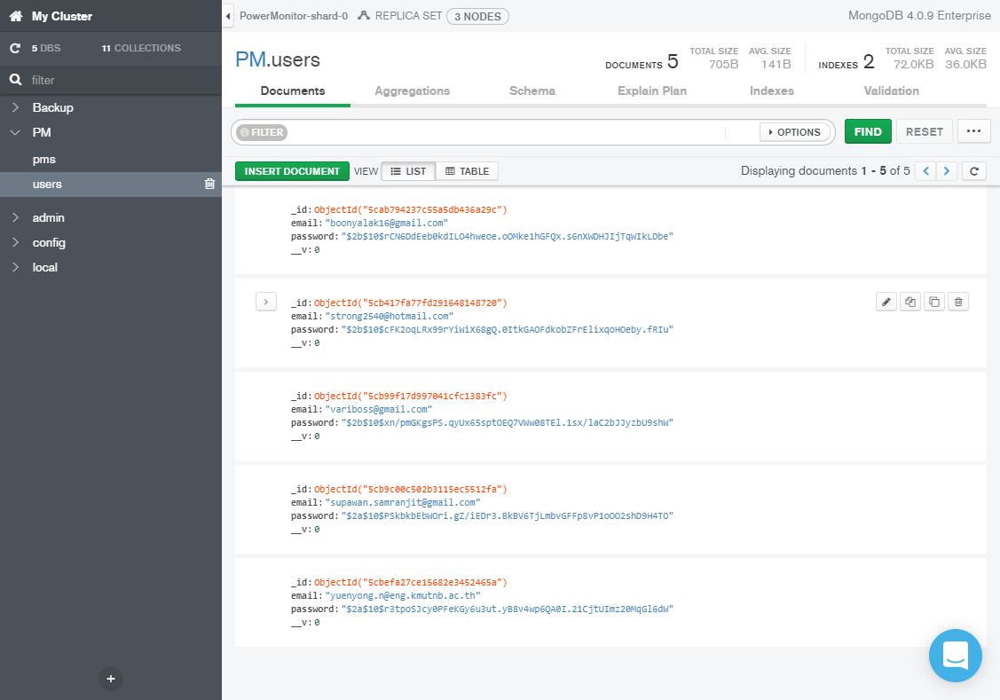 My Cluster
5 DBS 11 COLLECTIONS
filter
Backup
PM
pms
users
admin
config
local
PowerMonitor-shard-0 REPLICA SET 3 NODES MongoDB 4.0.9 Enterprise
PM.users
DOCUMENTS 5 TOTAL SIZE 705B AVG. SIZE 141B INDEXES 2 TOTAL SIZE 72.0KB AVG. SIZE 36.0KB
Documents Aggregations Schema Explain Plan Indexes Validation
FILTER OPTIONS FIND RESET
INSERT DOCUMENT VIEW LIST TABLE Displaying documents 1 - 5 of 5
_id:ObjectId("5cab794237c55a5db436a29c")
email:"boonyalak16@gmail.com"
password:"$2b$10$rCN6DdEeb0kdILO4hweoe.oOMke1hGFQx.s6nXWDHJIjTqWIkLDbe"
__v:0
_id:ObjectId("5cb417fa77fd291648148720")
email:"strong2540@hotmail.com"
password:"$2b$10$cFK2oqLRx99rYiWiX68gQ.0ItkGAOFdkobZFrElixqoHOeby.fRIu"
__v:0
_id:ObjectId("5cb99f17d997041cfc1383fc")
email:"variboss@gmail.com"
password:"$2b$10$xn/pmGKgsPS.qyUx65sptOEQ7VWw08TEl.1sx/laC2bJJyzbU9shW"
__v:0
_id:ObjectId("5cb9c00c502b3115ec5512fa")
email:"supawan.samranjit@gmail.com"
password:"$2a$10$PSkbkbEbWOri.gZ/iEDr3.BkBV6TjLmbvGFFp8vP1oOO2shD9H4TO"
__v:0
_id:ObjectId("5cbefa27ce15682e3452465a")
email:"yuenyong.n@eng.kmutnb.ac.th"
password:"$2a$10$r3tpoSJcy0PFeKGy6u3ut.yB8v4wp6QA0I.21CjtUImz20MqGl6dW"
__v:0